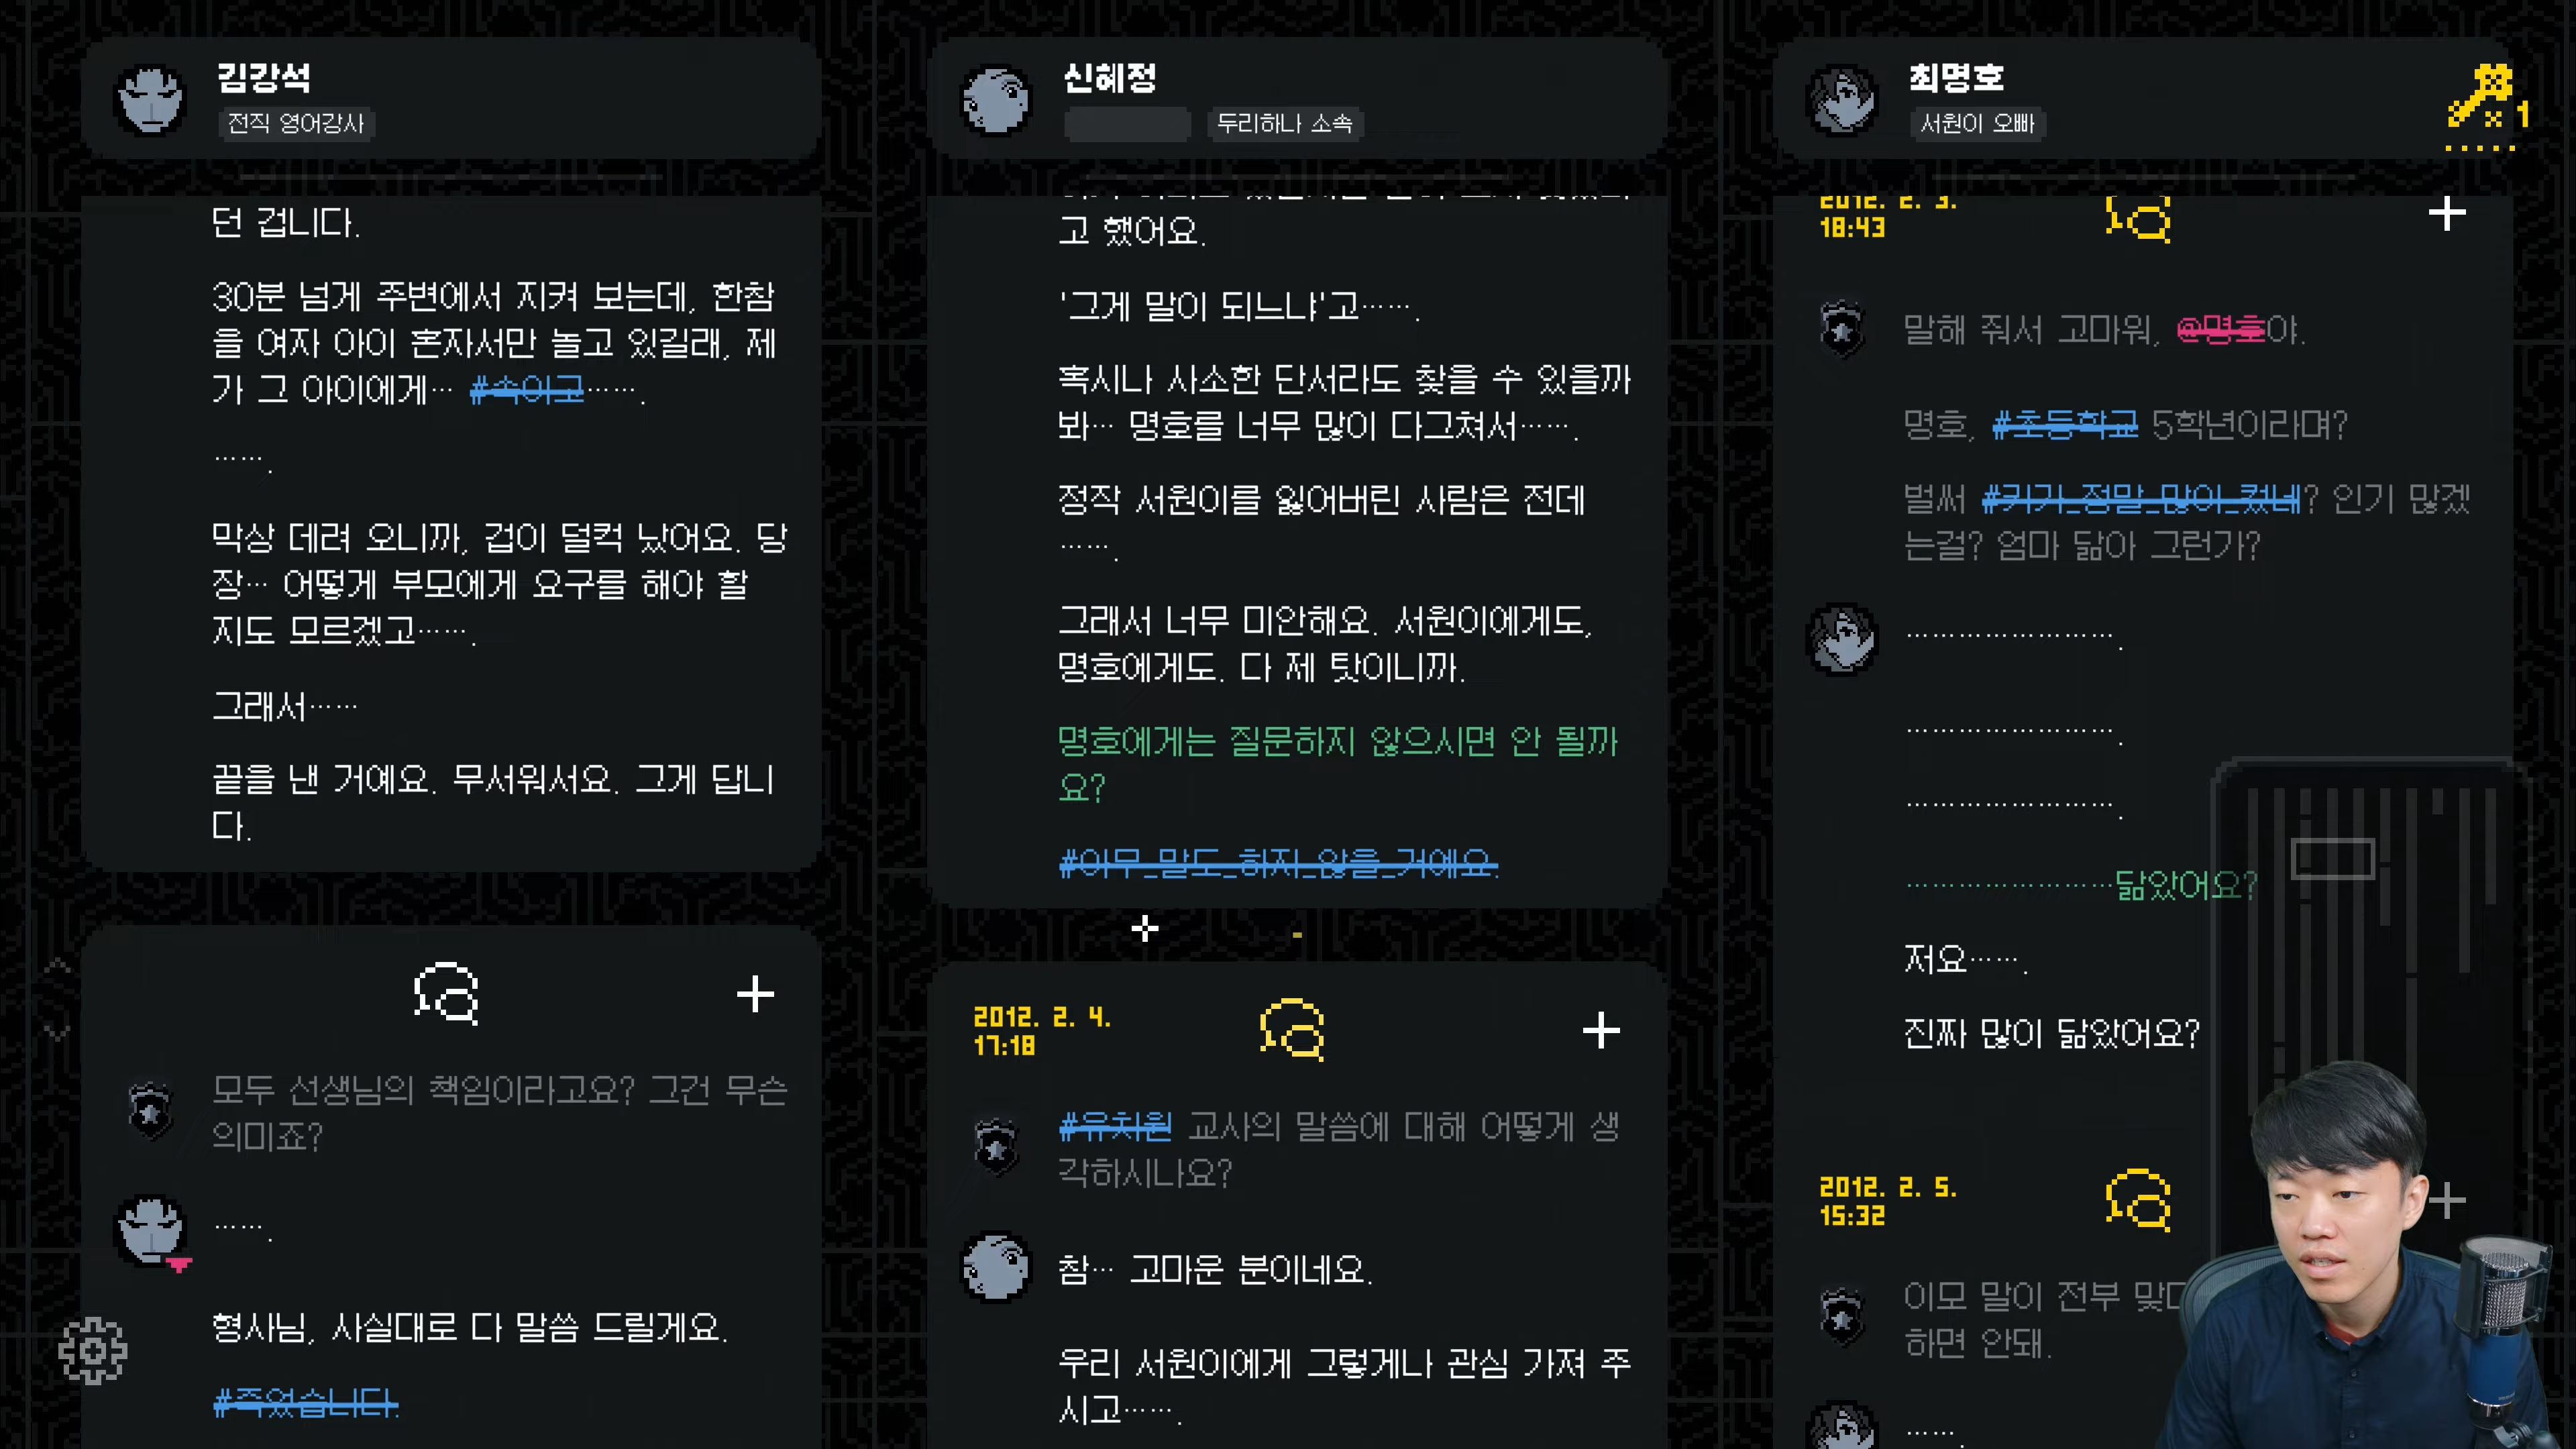 김강석
전직 영어강사
던 겁니다.
30분 넘게 주변에서 지켜 보는데, 한참
을 여자 아이 혼자서만 놀고 있길래, 제
가 그 아이에게… #속이고…….
…….
막상 데려 오니까, 겁이 덜컥 났어요. 당
장… 어떻게 부모에게 요구를 해야 할
지도 모르겠고…….
그래서……
끝을 낸 거예요. 무서워서요. 그게 답니
다.
모두 선생님의 책임이라고요? 그건 무슨
의미죠?
…….
형사님, 사실대로 다 말씀 드릴게요.
#죽었습니다.
신혜정
두리하나 소속
고 했어요.
'그게 말이 되느냐'고…….
혹시나 사소한 단서라도 찾을 수 있을까
봐… 명호를 너무 많이 다그쳐서…….
정작 서원이를 잃어버린 사람은 전데
…….
그래서 너무 미안해요. 서원이에게도,
명호에게도. 다 제 탓이니까.
명호에게는 질문하지 않으시면 안 될까
요?
#아무_말도_하지_않을_거예요.
2012. 2. 4.
17:18
#유치원 교사의 말씀에 대해 어떻게 생
각하시나요?
참… 고마운 분이네요.
우리 서원이에게 그렇게나 관심 가져 주
시고…….
최명호
서원이 오빠
x 1
2012. 2. 3.
18:43
말해 줘서 고마워, @명호야.
명호, #초등학교 5학년이라며?
벌써 #키가_정말_많이_컸네? 인기 많겠
는걸? 엄마 닮아 그런가?
…………………….
…………………….
…………………….
……………………닮았어요?
저요…….
진짜 많이 닮았어요?
2012. 2. 5.
15:32
이모 말이 전부 맞
하면 안돼.
…….